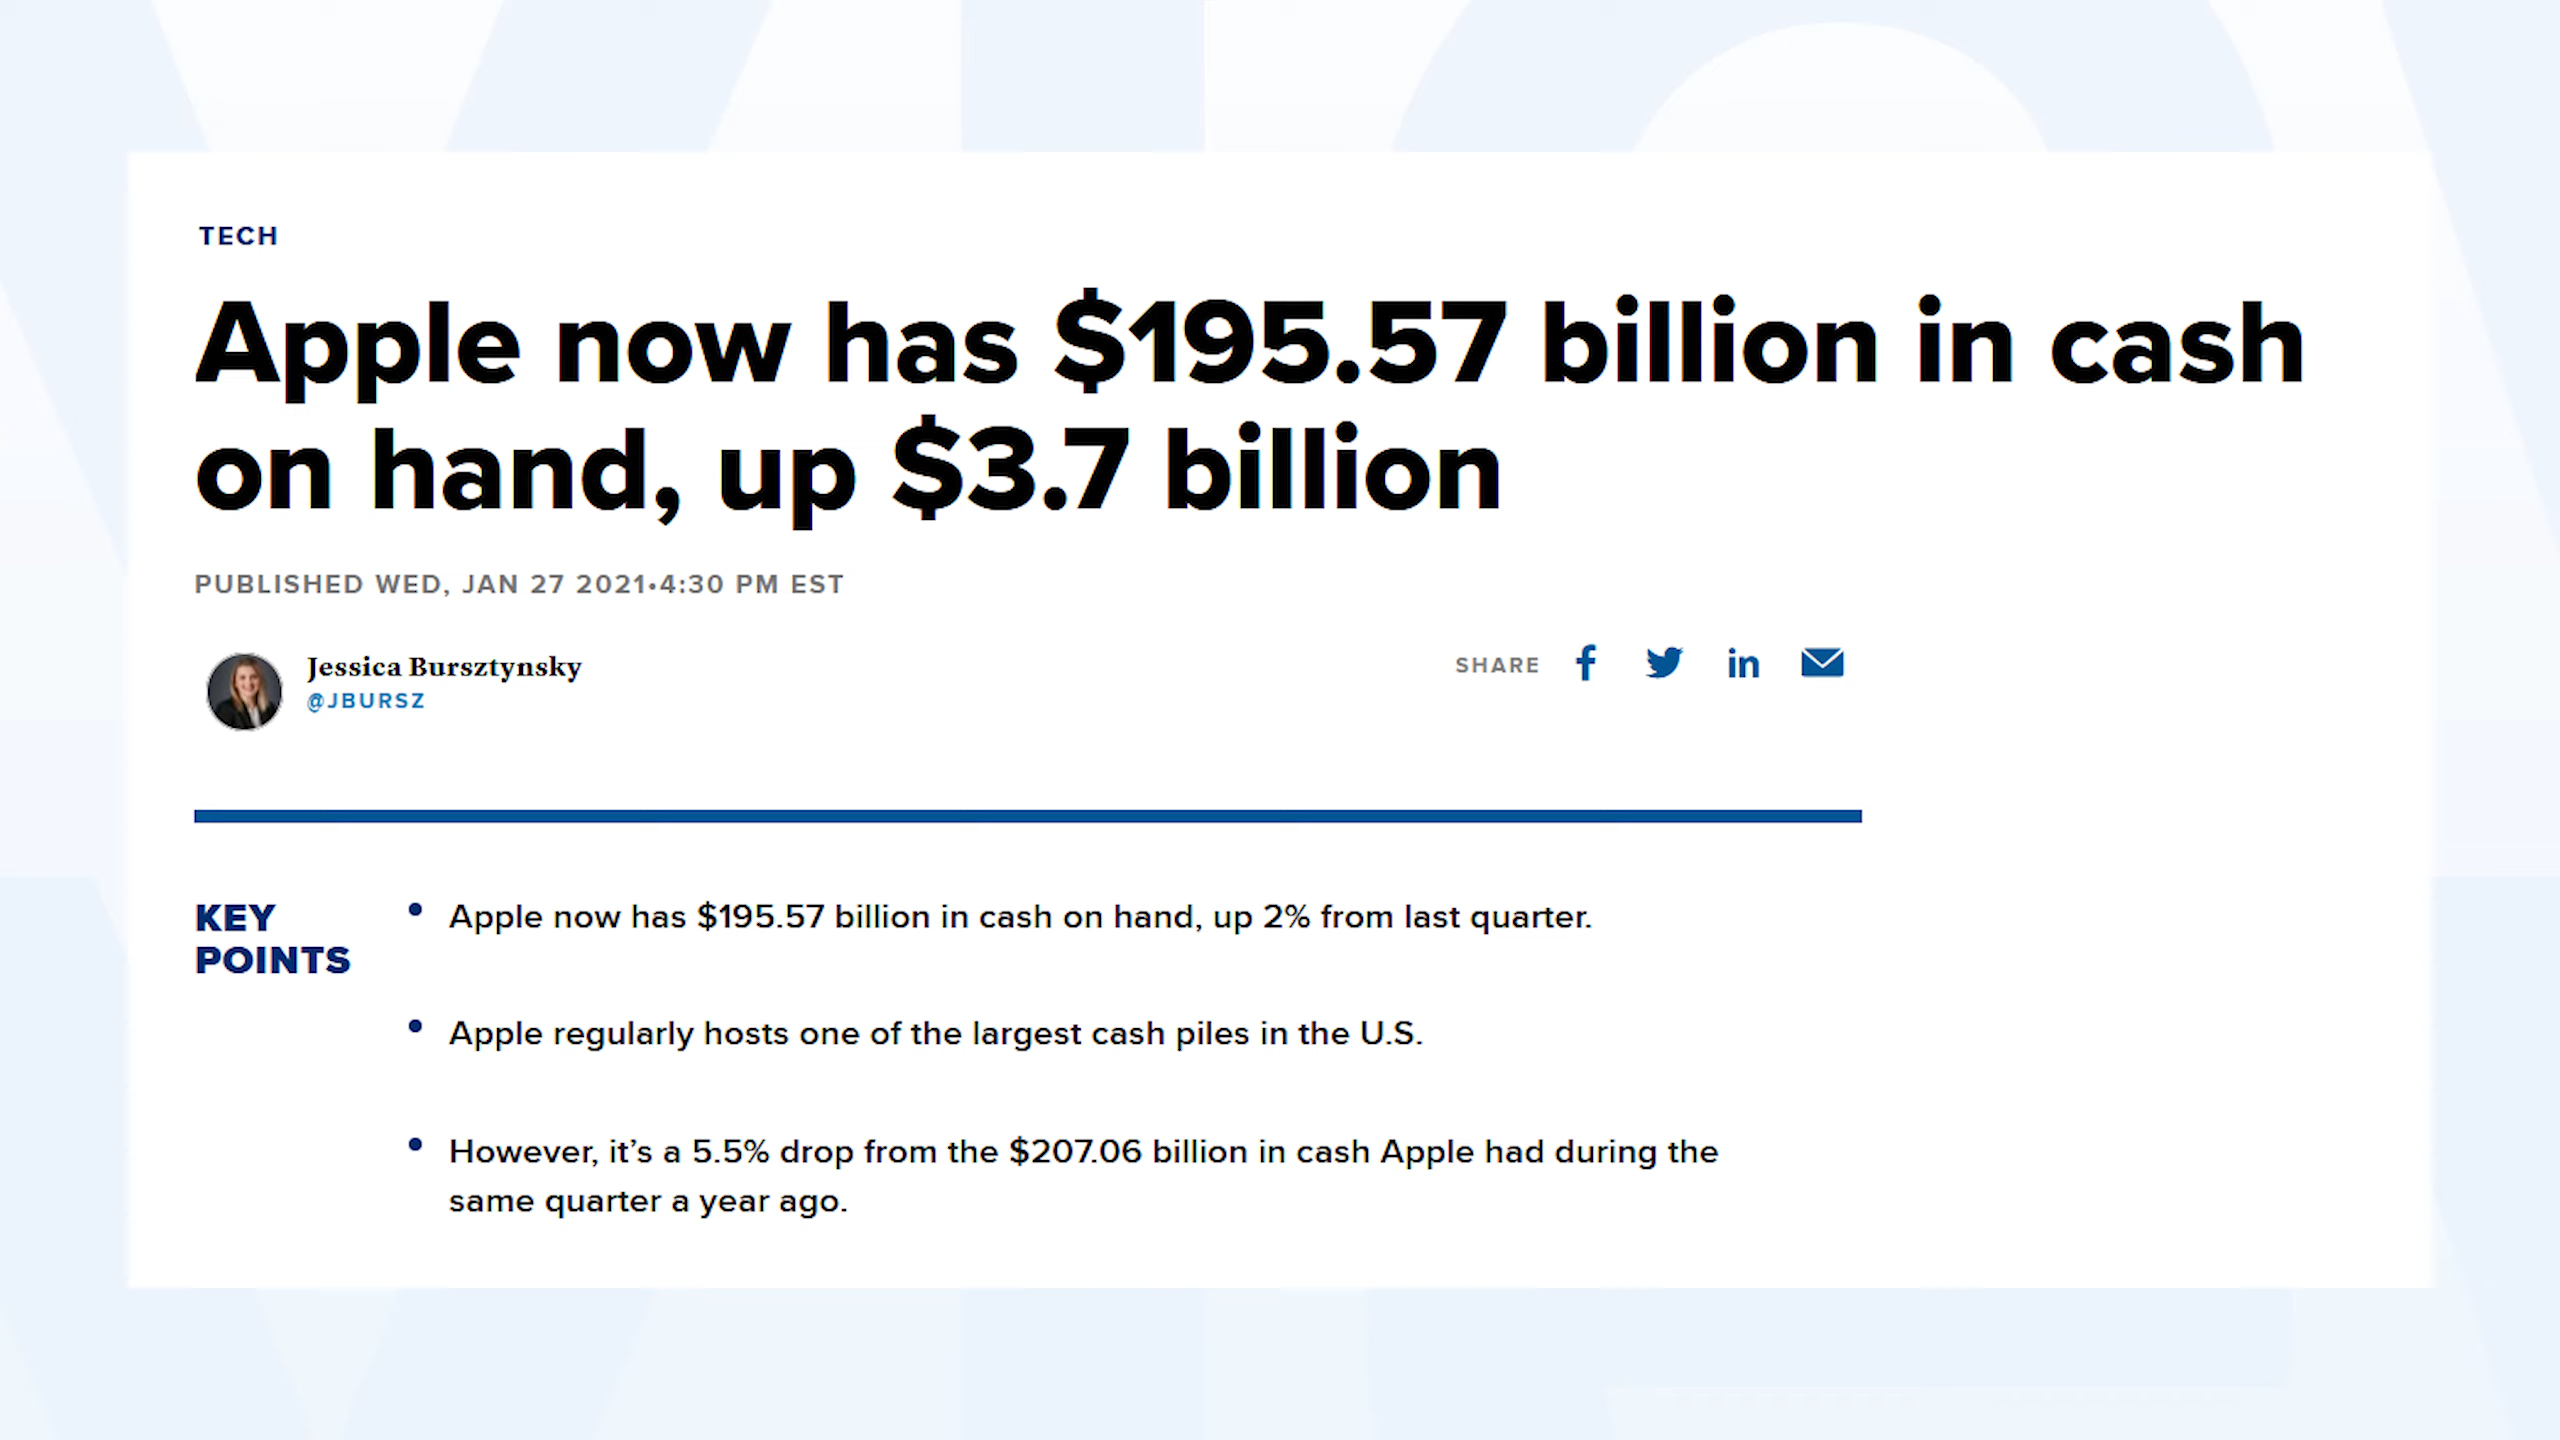 TECH
Apple now has $195.57 billion in cash
on hand, up $3.7 billion
PUBLISHED WED, JAN 27 2021•4:30 PM EST
Jessica Bursztynsky
@JBURSZ
SHARE
KEY
POINTS
• Apple now has $195.57 billion in cash on hand, up 2% from last quarter.
• Apple regularly hosts one of the largest cash piles in the U.S.
• However, it’s a 5.5% drop from the $207.06 billion in cash Apple had during the
same quarter a year ago.